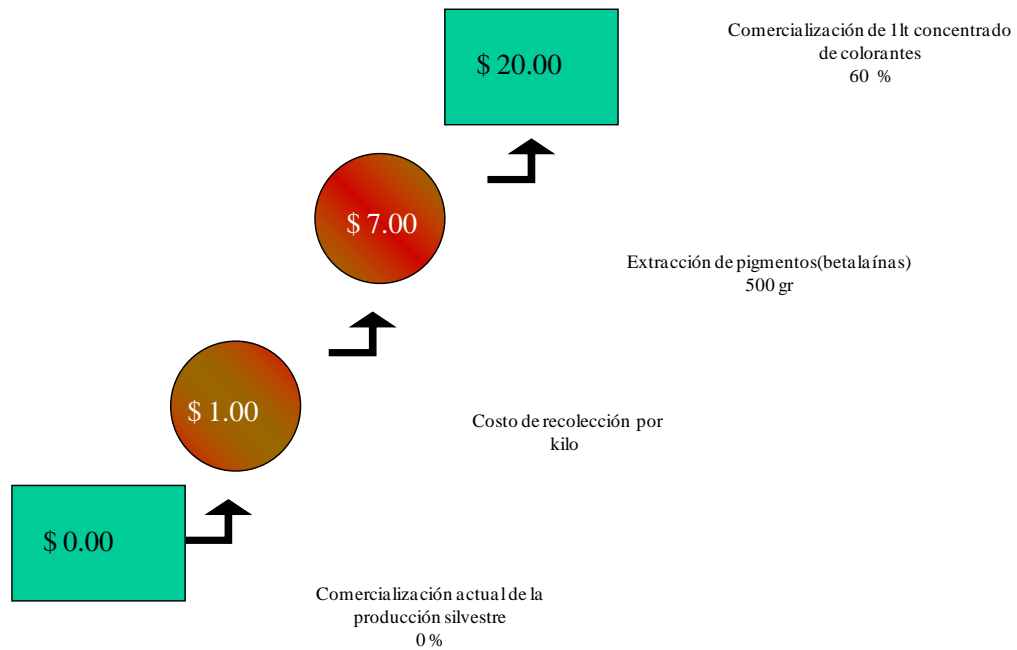 $ 20.00
Comercialización de 1lt concentrado
de colorantes
60 %
$ 7.00
Extracción de pigmentos(betalaínas)
500 gr
$ 1.00
Costo de recolección por
kilo
$ 0.00
Comercialización actual de la
producción silvestre
0 %